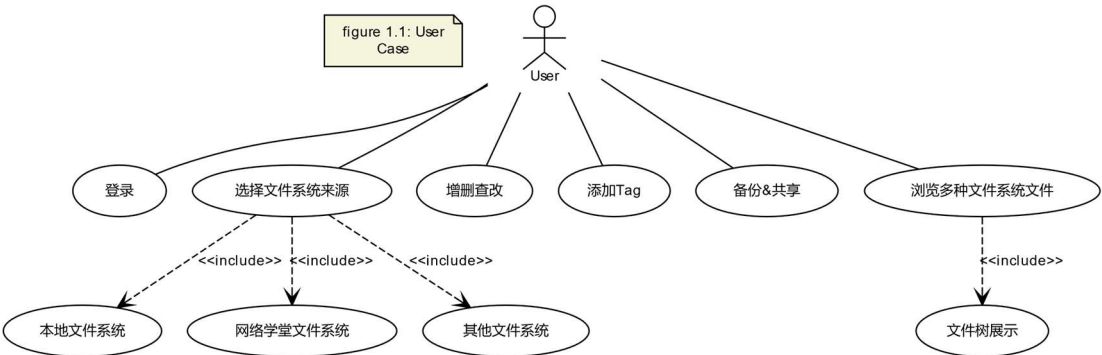 figure 1.1: User
Case
User
登录
选择文件系统来源
增删查改
添加Tag
备份&共享
浏览多种文件系统文件
<<include>>
<<include>>
<<include>>
<<include>>
本地文件系统
网络学堂文件系统
其他文件系统
文件树展示